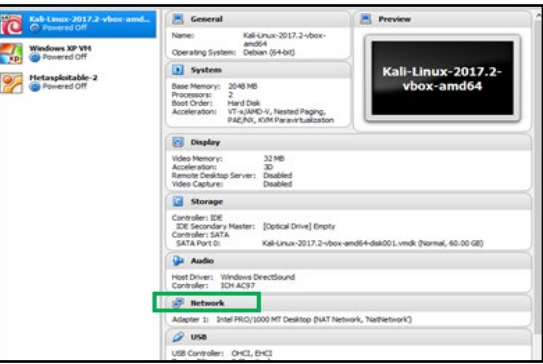 Kali-Linux-2017.2-vbox-amd...
Powered Off
Windows XP VM
Powered Off
Metasploitable-2
Powered Off
General
Name: Kali-Linux-2017.2-vbox-
amd64
Operating System: Debian (64-bit)
System
Base Memory: 2048 MB
Processors: 2
Boot Order: Hard Disk
Acceleration: VT-x/AMD-V, Nested Paging,
PAE/NX, KVM Paravirtualization
Preview
Kali-Linux-2017.2-
vbox-amd64
Display
Video Memory: 32 MB
Acceleration: 3D
Remote Desktop Server: Disabled
Video Capture: Disabled
Storage
Controller: IDE
IDE Secondary Master: [Optical Drive] Empty
Controller: SATA
SATA Port 0: Kali-Linux-2017.2-vbox-amd64-disk001.vmdk (Normal, 60.00 GB)
Audio
Host Driver: Windows DirectSound
Controller: ICH AC97
Network
Adapter 1: Intel PRO/1000 MT Desktop (NAT Network, 'NatNetwork')
USB
USB Controller: OHCI, EHCI